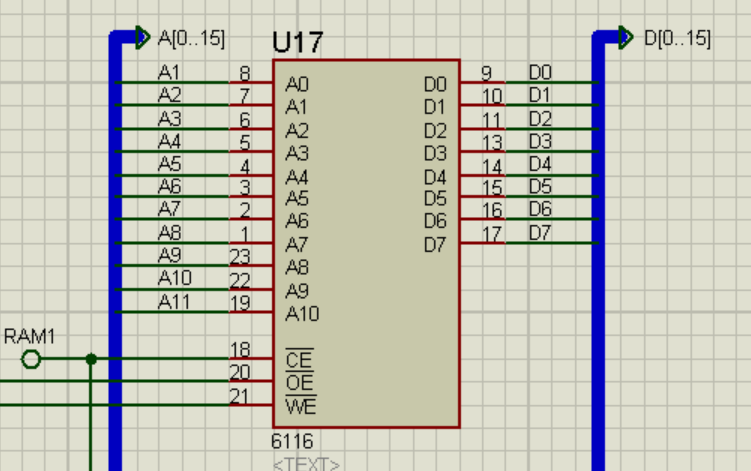 A[0..15] U17 D[0..15]
A1 8 A0 D0 9 D0
A2 7 A1 D1 10 D1
A3 6 A2 D2 11 D2
A4 5 A3 D3 13 D3
A5 4 A4 D4 14 D4
A6 3 A5 D5 15 D5
A7 2 A6 D6 16 D6
A8 1 A7 D7 17 D7
A9 23 A8
A10 22 A9
A11 19 A10
RAM1
18 CE
20 OE
21 WE
6116
<TEXT>